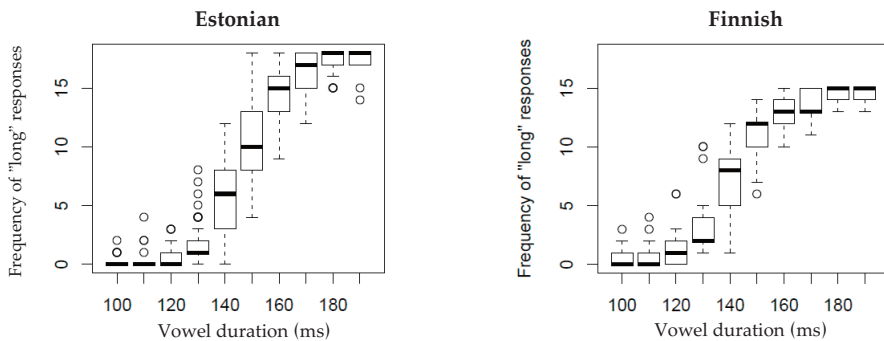 Estonian
Frequency of "long" responses
15
10
5
0
100 120 140 160 180
Vowel duration (ms)
Finnish
Frequency of "long" responses
15
10
5
0
100 120 140 160 180
Vowel duration (ms)